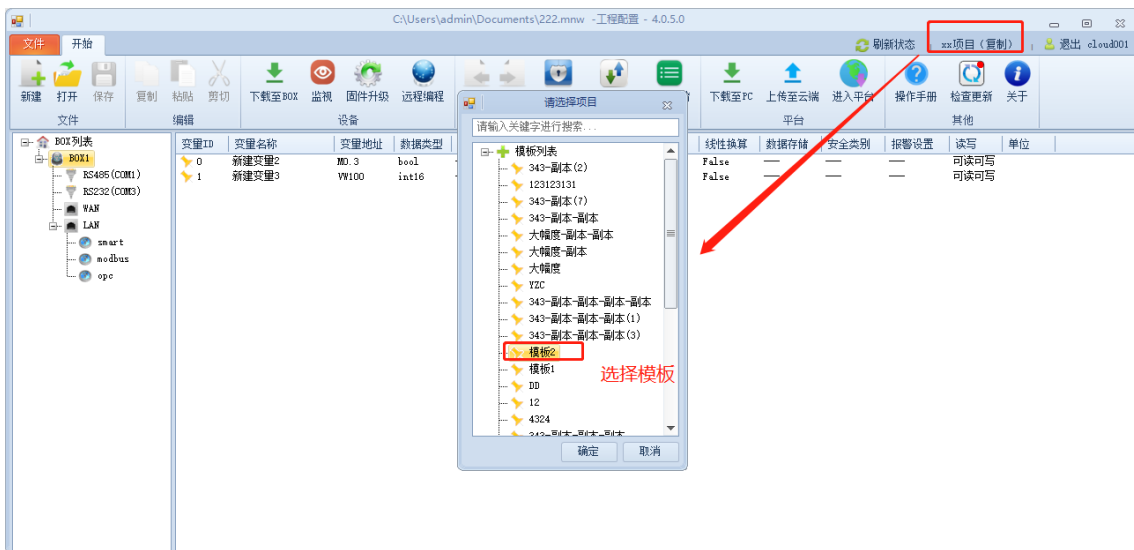 C:\Users\admin\Documents\222.mnw -工程配置 - 4.0.5.0
文件 开始 刷新状态 xx项目（复制） 退出 cloud001
新建 打开 保存 复制 粘贴 剪切 下载至BOX 监视 固件升级 远程编程 下载至PC 上传至云端 进入平台 操作手册 检查更新 关于
文件 编辑 设备 平台 其他
BOX列表
BOX1
RS485(COM1)
RS232(COM3)
WAN
LAN
smart
modbus
opc
变量ID 变量名称 变量地址 数据类型 线性换算 数据存储 安全类别 报警设置 读写 单位
0 新建变量2 M0.3 bool False —— —— —— 可读可写
1 新建变量3 VW100 int16 False —— —— —— 可读可写
请选择项目
请输入关键字进行搜索...
模板列表
343-副本(2)
123123131
343-副本(7)
343-副本-副本
大幅度-副本-副本
大幅度-副本
大幅度
YZC
343-副本-副本-副本-副本
343-副本-副本-副本(1)
343-副本-副本-副本(3)
模板2
模板1
选择模板
DD
12
4324
343-副本-副本-副本
确定 取消